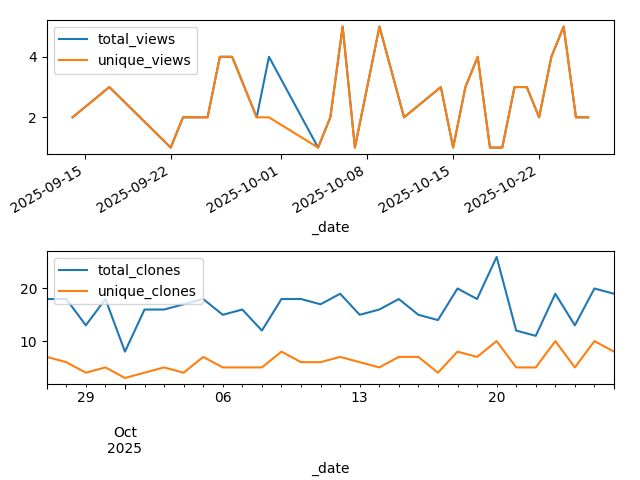 total_views
unique_views
4
2
2025-09-15
2025-09-22
2025-10-01
2025-10-08
2025-10-15
2025-10-22
_date
total_clones
unique_clones
20
10
29
06
13
20
Oct
2025
_date